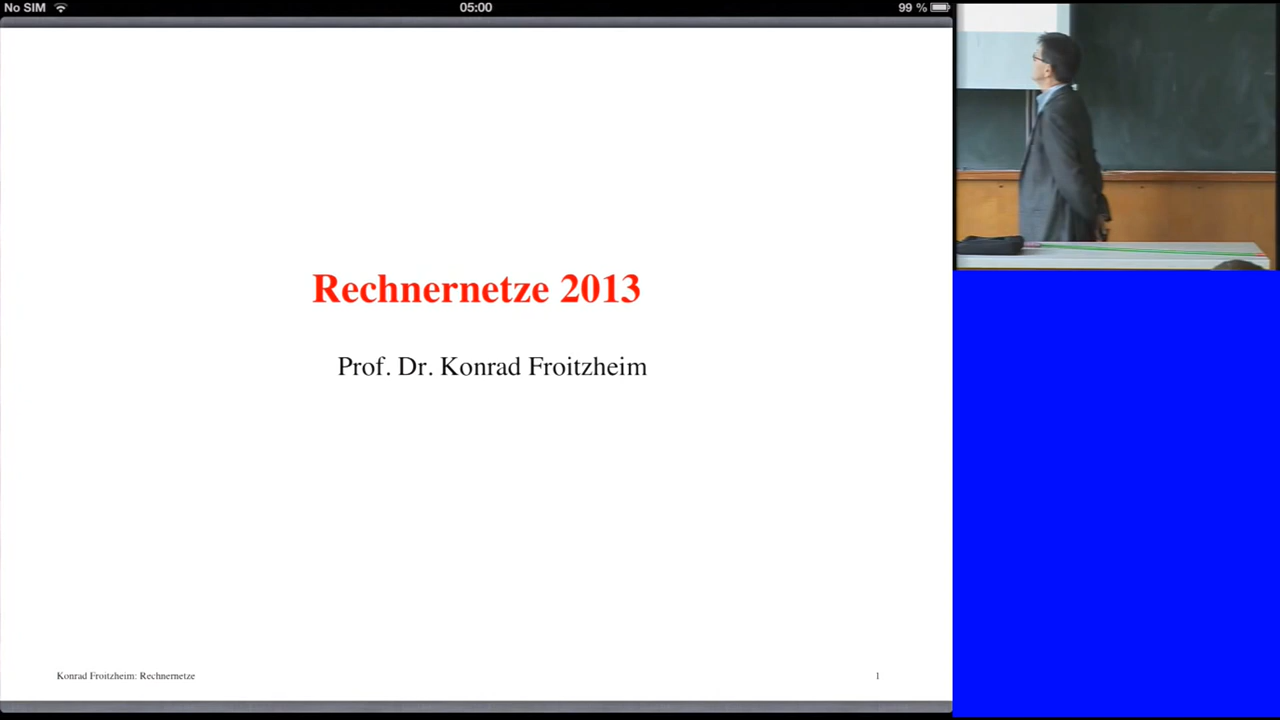 No SIM 05:00 99 %
Rechnernetze 2013
Prof. Dr. Konrad Froitzheim
Konrad Froitzheim: Rechnernetze 1